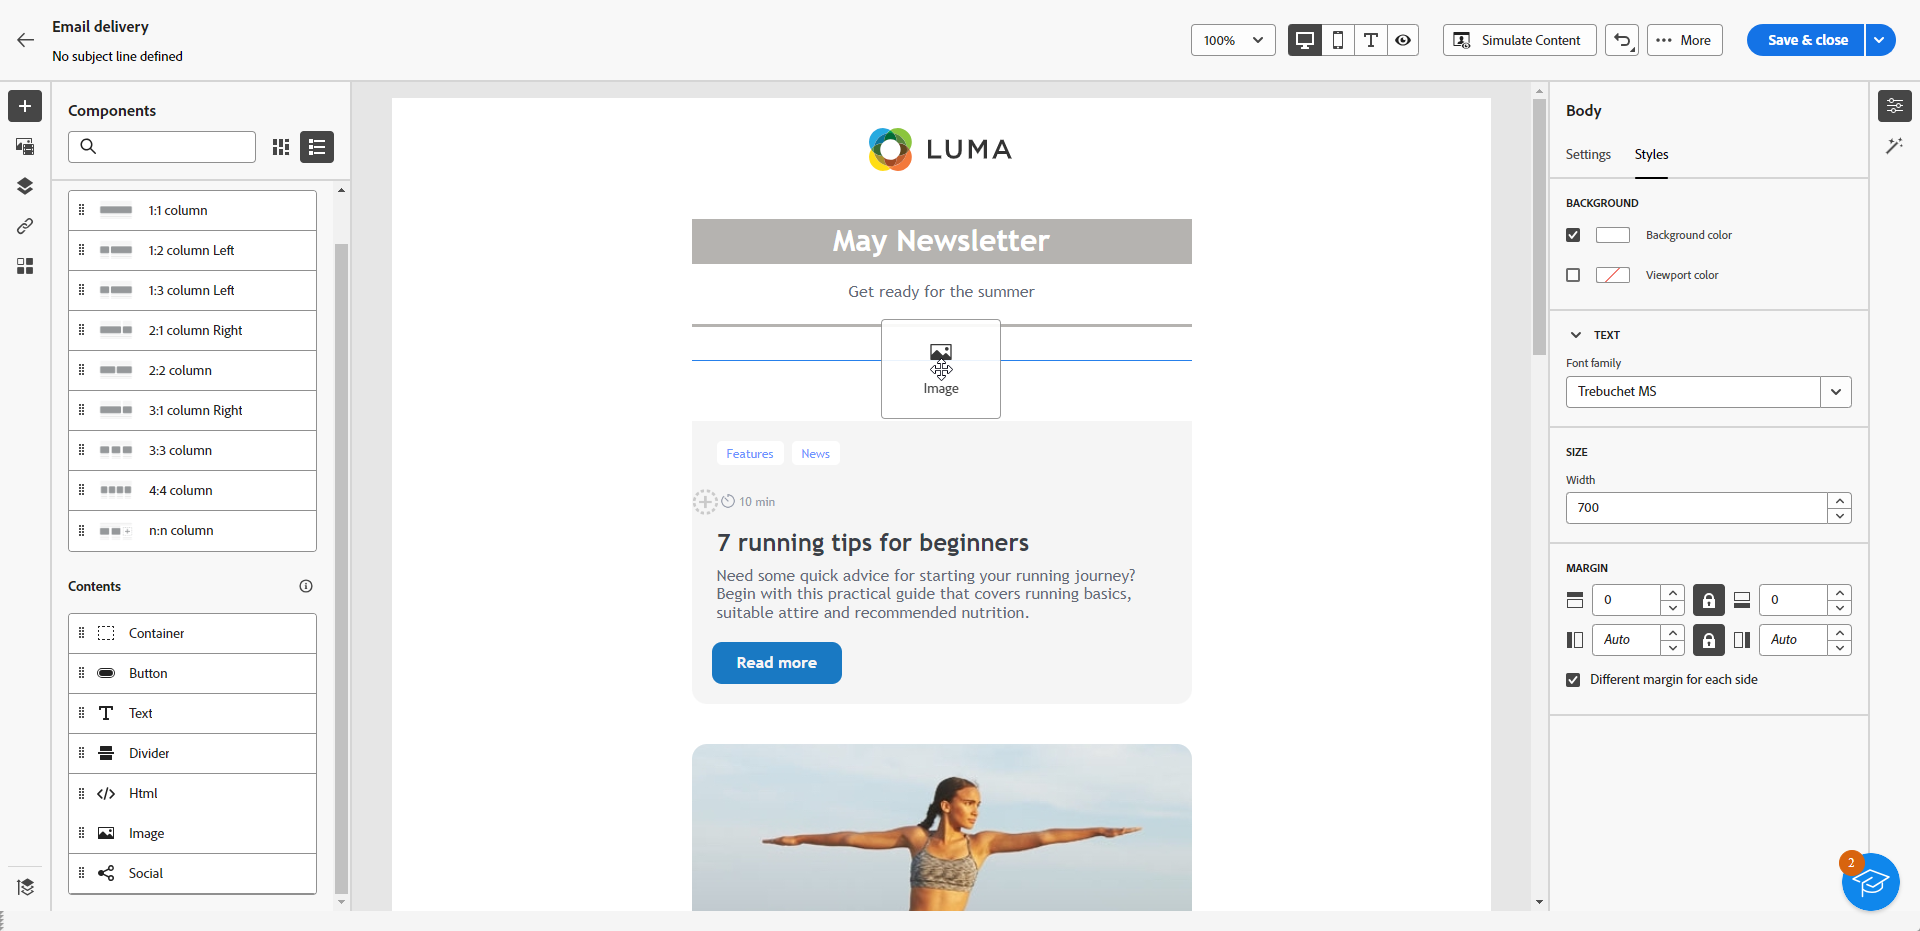 Email delivery
No subject line defined
100%
Simulate Content
More
Save & close
Components
1:1 column
1:2 column Left
1:3 column Left
2:1 column Right
2:2 column
3:1 column Right
3:3 column
4:4 column
n:n column
Contents
Container
Button
Text
Divider
Html
Image
Social
LUMA
May Newsletter
Get ready for the summer
Image
Features News
10 min
7 running tips for beginners
Need some quick advice for starting your running journey?
Begin with this practical guide that covers running basics,
suitable attire and recommended nutrition.
Read more
Body
Settings Styles
BACKGROUND
Background color
Viewport color
TEXT
Font family
Trebuchet MS
SIZE
Width
700
MARGIN
0 0
Auto Auto
Different margin for each side
2